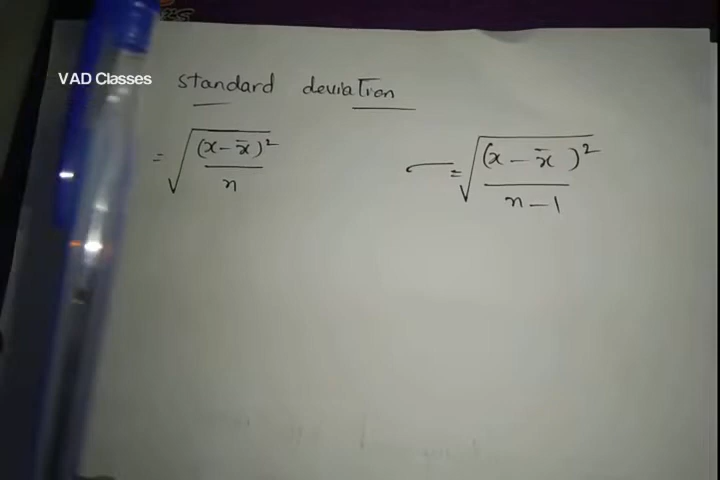 VAD Classes
standard deviation
= √((x - x̄)² / n)
= √((x - x̄)² / n - 1)